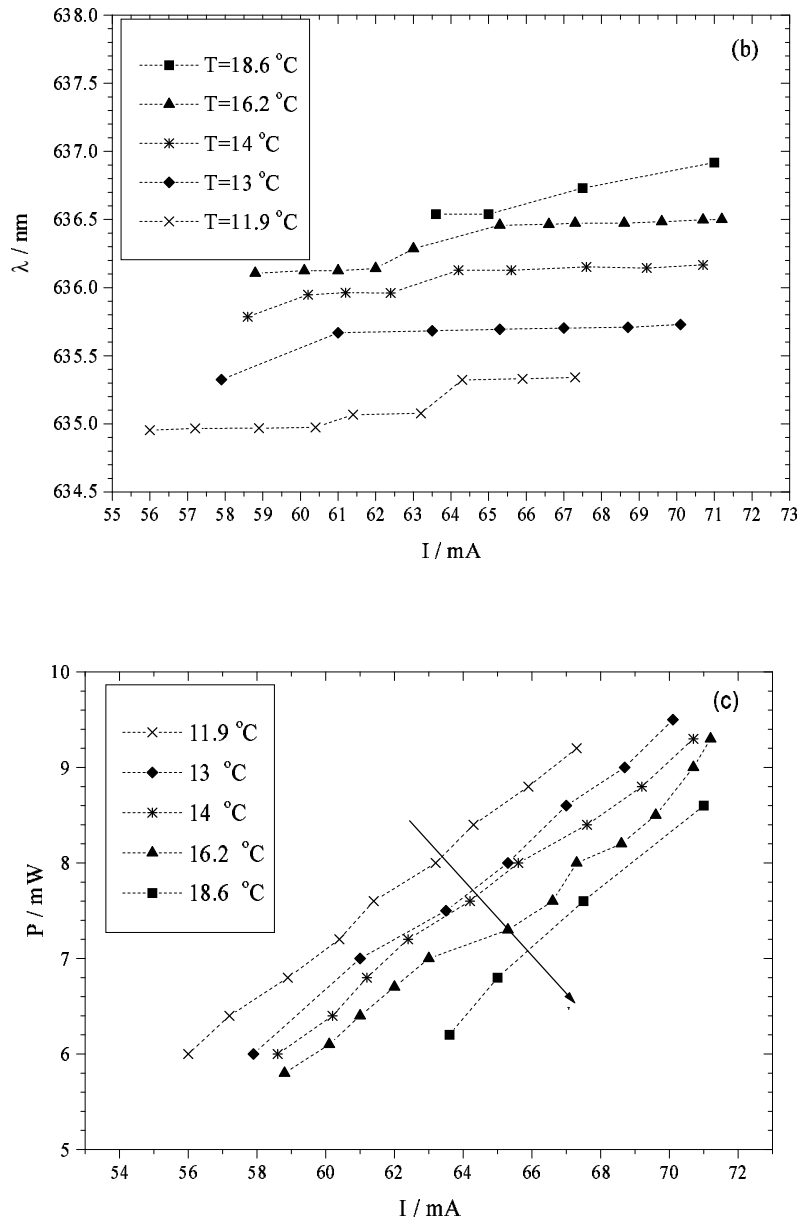 638.0
(b)
T=18.6 °C
637.5
T=16.2 °C
637.0
T=14 °C
T=13 °C
636.5
T=11.9 °C
λ / nm
636.0
635.5
635.0
634.5
55 56 57 58 59 60 61 62 63 64 65 66 67 68 69 70 71 72 73
I / mA
10
(c)
11.9 °C
9
13 °C
14 °C
16.2 °C
8
18.6 °C
P / mW
7
6
5
54 56 58 60 62 64 66 68 70 72
I / mA